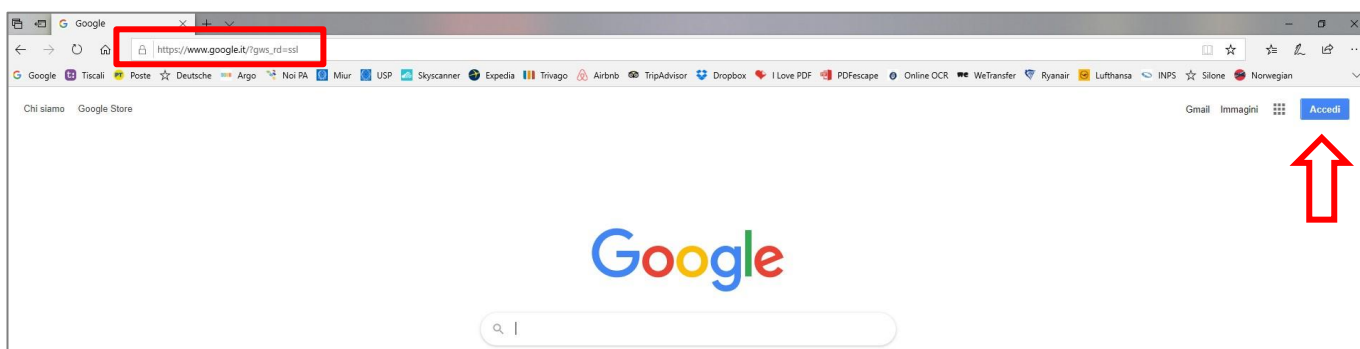 Google
https://www.google.it/?gws_rd=ssl
Google Tiscali Poste Deutsche Argo Noi PA Miur USP Skyscanner Expedia Trivago Airbnb TripAdvisor Dropbox I Love PDF PDFescape Online OCR WeTransfer Ryanair Lufthansa INPS Silone Norwegian
Chi siamo Google Store Gmail Immagini Accedi
Google